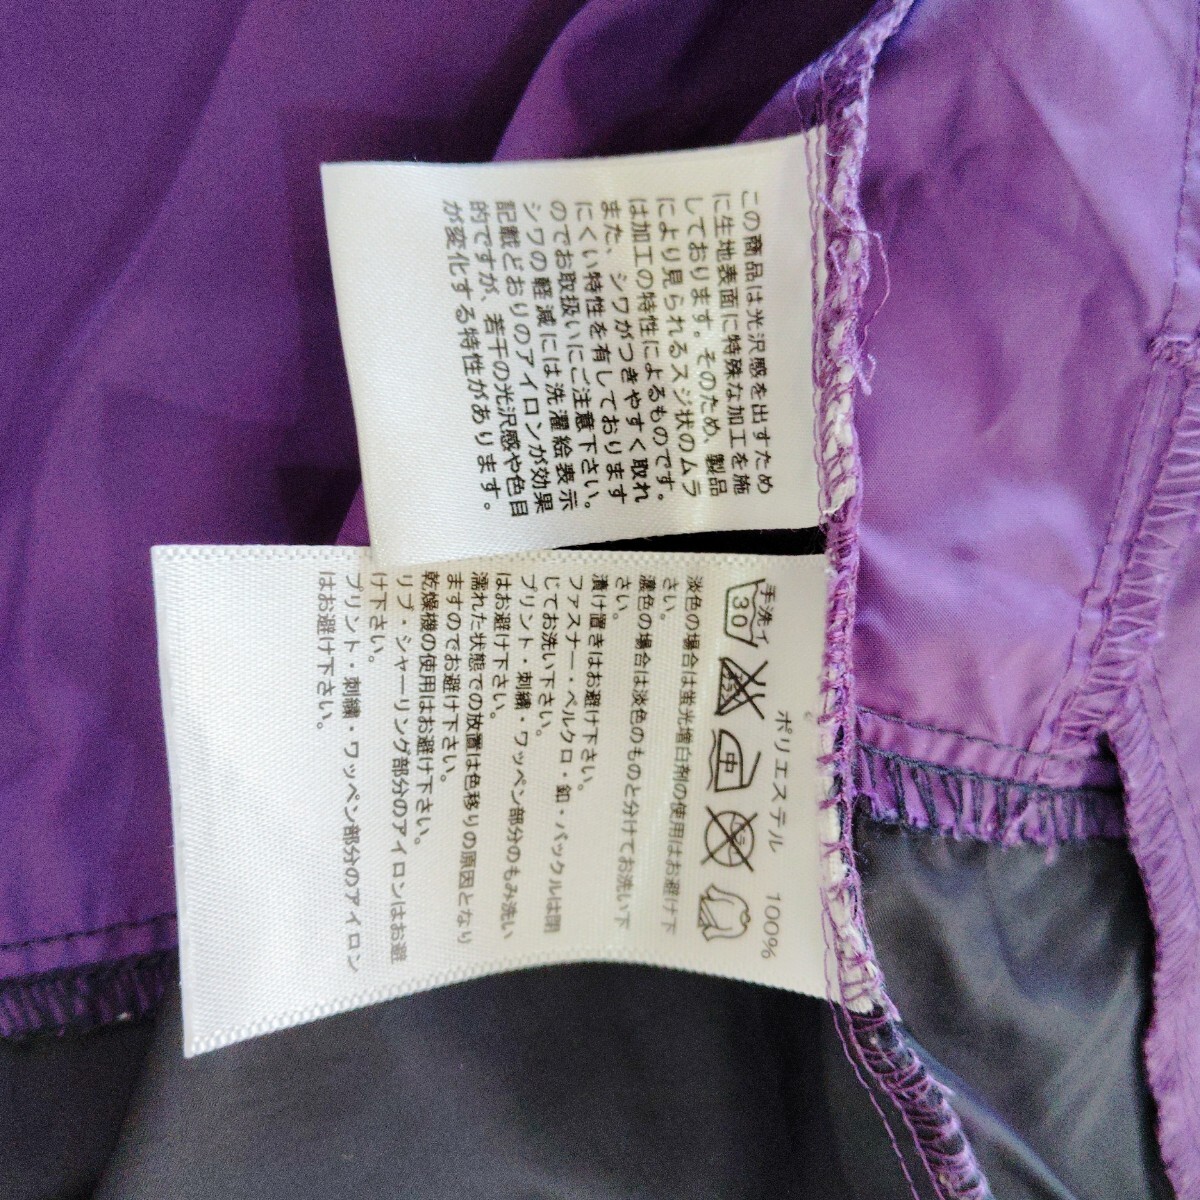 この商品は光沢感を出すため
に生地表面に特殊な加工を施
しております。そのため、製品
により見られるスジ状のムラ
は加工の特性によるものです。
また、シワがつきやすく取れ
にくい特性を有しております
のでお取扱いにご注意下さい。
シワの軽減には洗濯絵表示
記載どおりのアイロンが効果
的ですが、若干の光沢感や色目
が変化する特性があります。
ポリエステル 100%
手洗イ
30
中
淡色の場合は蛍光増白剤の使用はお避け下
さい。
濃色の場合は淡色のものと分けてお洗い下
さい。
漬け置きはお避け下さい。
ファスナー・ベルクロ・釦・バックルは閉
じてお洗い下さい。
プリント・刺繍・ワッペン部分のもみ洗い
はお避け下さい。
濡れた状態での放置は色移りの原因となり
ますのでお避け下さい。
乾燥機の使用はお避け下さい。
リブ・シャーリング部分のアイロンはお避
け下さい。
プリント・刺繍・ワッペン部分のアイロン
はお避け下さい。